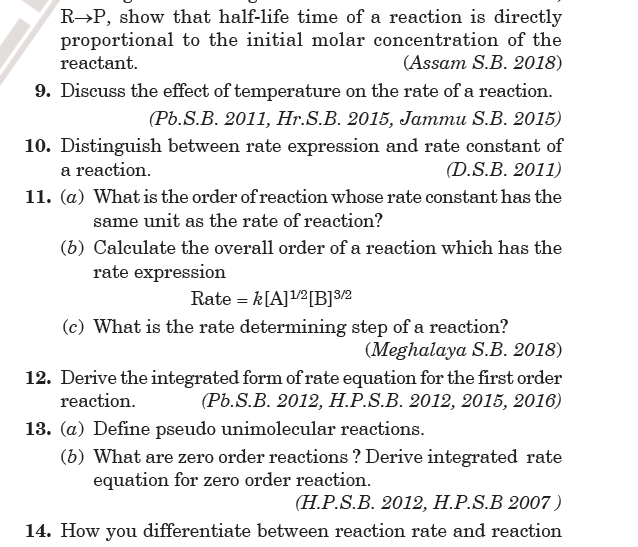 R→P, show that half-life time of a reaction is directly
proportional to the initial molar concentration of the
reactant. (Assam S.B. 2018)
9. Discuss the effect of temperature on the rate of a reaction.
(Pb.S.B. 2011, Hr.S.B. 2015, Jammu S.B. 2015)
10. Distinguish between rate expression and rate constant of
a reaction. (D.S.B. 2011)
11. (a) What is the order of reaction whose rate constant has the
same unit as the rate of reaction?
(b) Calculate the overall order of a reaction which has the
rate expression
Rate = k[A]^{1/2}[B]^{3/2}
(c) What is the rate determining step of a reaction?
(Meghalaya S.B. 2018)
12. Derive the integrated form of rate equation for the first order
reaction. (Pb.S.B. 2012, H.P.S.B. 2012, 2015, 2016)
13. (a) Define pseudo unimolecular reactions.
(b) What are zero order reactions ? Derive integrated rate
equation for zero order reaction.
(H.P.S.B. 2012, H.P.S.B 2007 )
14. How you differentiate between reaction rate and reaction